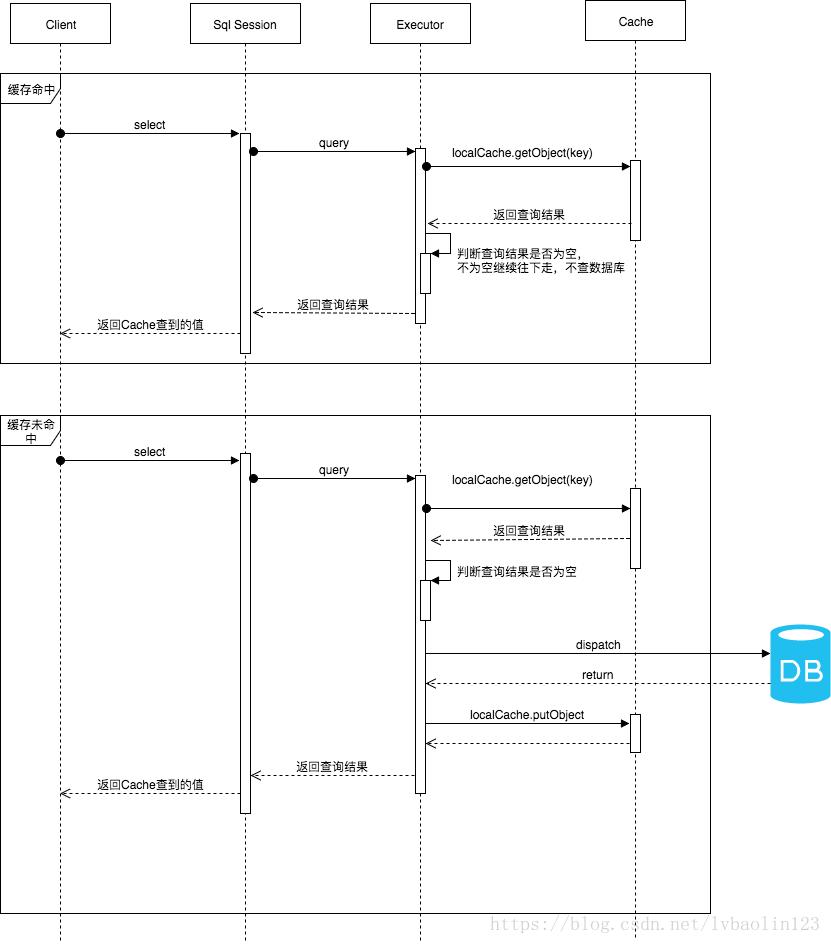 Client
Sql Session
Executor
Cache
缓存命中
select
query
localCache.getObject(key)
返回查询结果
判断查询结果是否为空，
不为空继续往下走，不查数据库
返回查询结果
返回Cache查到的值
缓存未命
中
select
query
localCache.getObject(key)
返回查询结果
判断查询结果是否为空
dispatch
DB
return
localCache.putObject
返回查询结果
返回Cache查到的值
https://blog.csdn.net/lvbaolin123